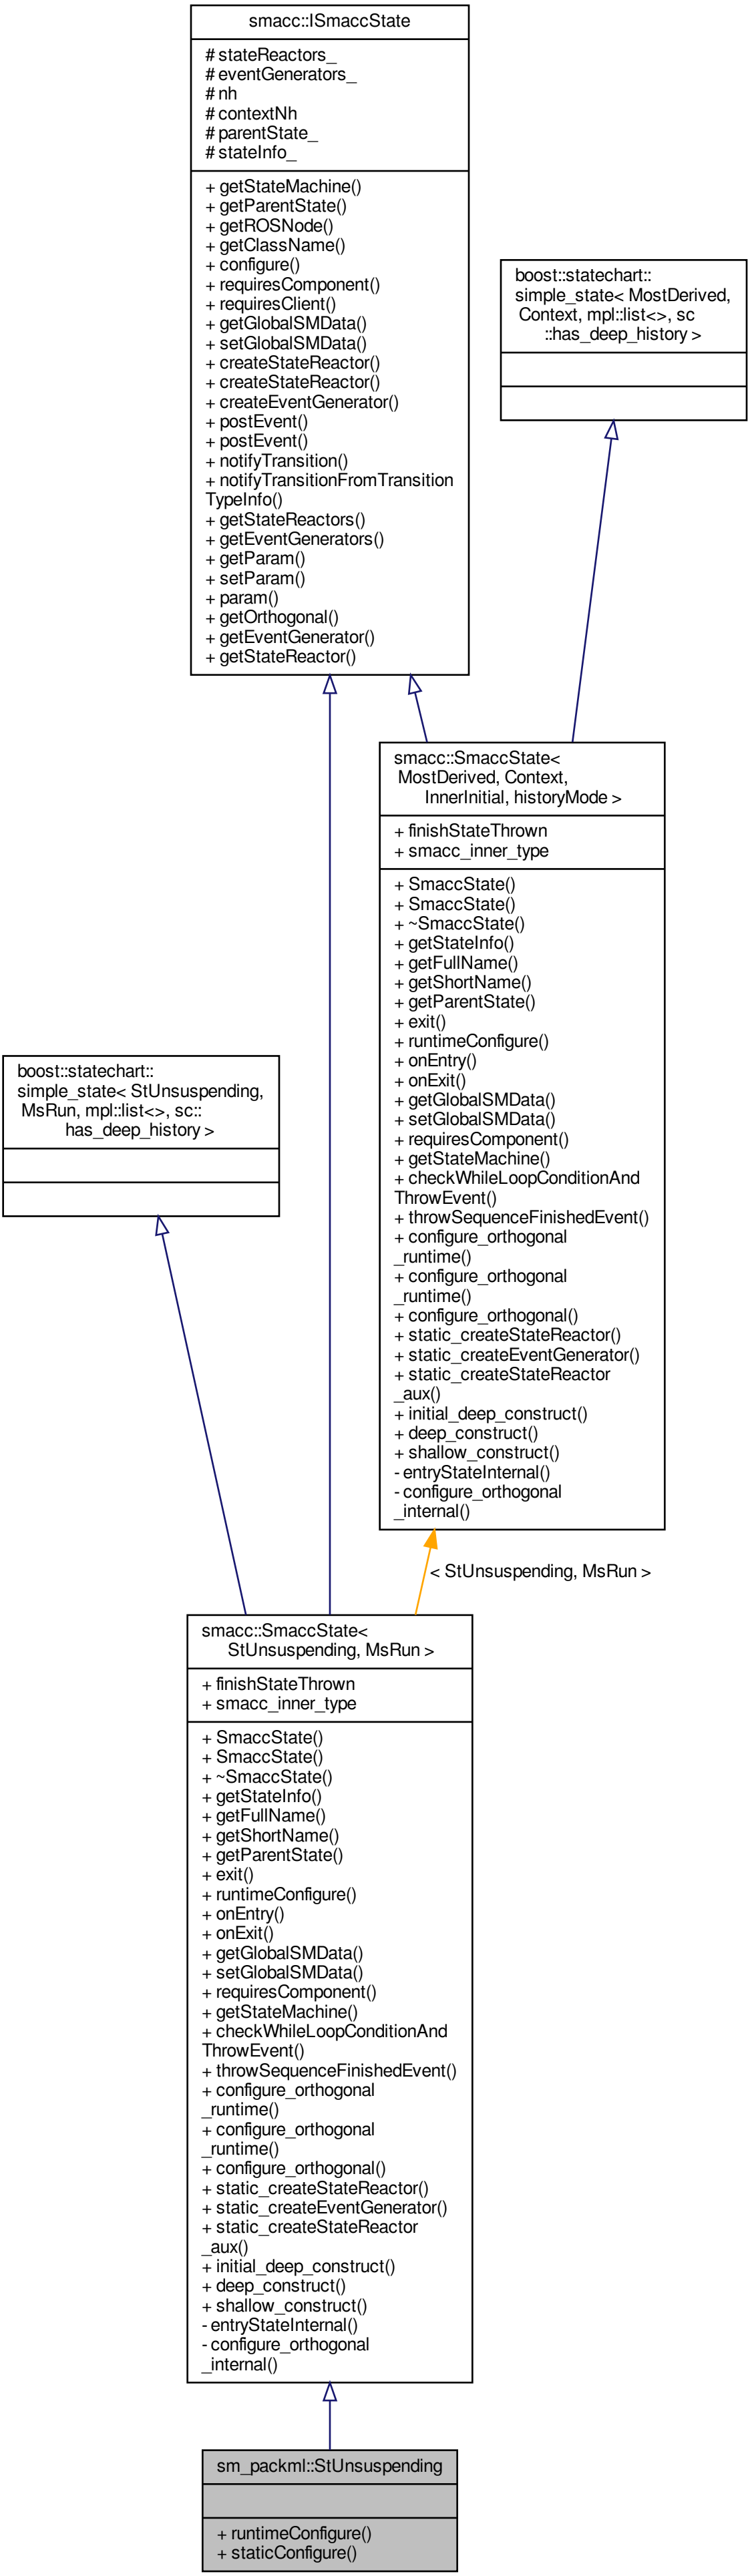 smacc::ISmaccState
# stateReactors_
# eventGenerators_
# nh
# contextNh
# parentState_
# stateInfo_
+ getStateMachine()
+ getParentState()
+ getROSNode()
+ getClassName()
+ configure()
+ requiresComponent()
+ requiresClient()
+ getGlobalSMData()
+ setGlobalSMData()
+ createStateReactor()
+ createStateReactor()
+ createEventGenerator()
+ postEvent()
+ postEvent()
+ notifyTransition()
+ notifyTransitionFromTransition
TypeInfo()
+ getStateReactors()
+ getEventGenerators()
+ getParam()
+ setParam()
+ param()
+ getOrthogonal()
+ getEventGenerator()
+ getStateReactor()
boost::statechart::
simple_state< MostDerived,
Context, mpl::list<>, sc
::has_deep_history >
smacc::SmaccState<
MostDerived, Context,
InnerInitial, historyMode >
+ finishStateThrown
+ smacc_inner_type
+ SmaccState()
+ SmaccState()
+ ~SmaccState()
+ getStateInfo()
+ getFullName()
+ getShortName()
+ getParentState()
+ exit()
+ runtimeConfigure()
+ onEntry()
+ onExit()
+ getGlobalSMData()
+ setGlobalSMData()
+ requiresComponent()
+ getStateMachine()
+ checkWhileLoopConditionAnd
ThrowEvent()
+ throwSequenceFinishedEvent()
+ configure_orthogonal
_runtime()
+ configure_orthogonal
_runtime()
+ configure_orthogonal()
+ static_createStateReactor()
+ static_createEventGenerator()
+ static_createStateReactor
_aux()
+ initial_deep_construct()
+ deep_construct()
+ shallow_construct()
- entryStateInternal()
- configure_orthogonal
_internal()
boost::statechart::
simple_state< StUnsuspending,
MsRun, mpl::list<>, sc::
has_deep_history >
< StUnsuspending, MsRun >
smacc::SmaccState<
StUnsuspending, MsRun >
+ finishStateThrown
+ smacc_inner_type
+ SmaccState()
+ SmaccState()
+ ~SmaccState()
+ getStateInfo()
+ getFullName()
+ getShortName()
+ getParentState()
+ exit()
+ runtimeConfigure()
+ onEntry()
+ onExit()
+ getGlobalSMData()
+ setGlobalSMData()
+ requiresComponent()
+ getStateMachine()
+ checkWhileLoopConditionAnd
ThrowEvent()
+ throwSequenceFinishedEvent()
+ configure_orthogonal
_runtime()
+ configure_orthogonal
_runtime()
+ configure_orthogonal()
+ static_createStateReactor()
+ static_createEventGenerator()
+ static_createStateReactor
_aux()
+ initial_deep_construct()
+ deep_construct()
+ shallow_construct()
- entryStateInternal()
- configure_orthogonal
_internal()
sm_packml::StUnsuspending
+ runtimeConfigure()
+ staticConfigure()